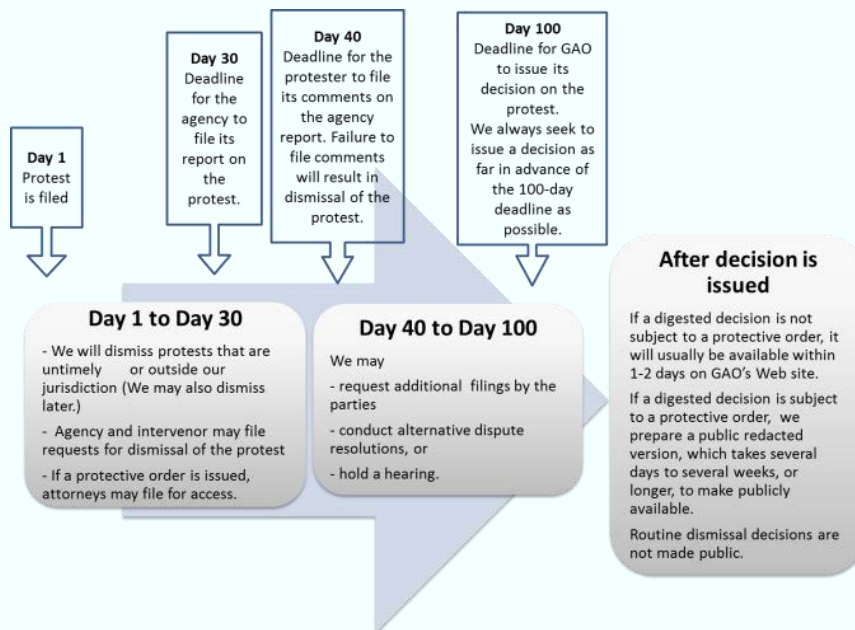 Day 1
Protest
is filed
Day 30
Deadline
for the
agency to
file its
report on
the
protest.
Day 40
Deadline for the
protester to file
its comments on
the agency
report. Failure to
file comments
will result in
dismissal of the
protest.
Day 100
Deadline for GAO
to issue its
decision on the
protest.
We always seek to
issue a decision as
far in advance of
the 100-day
deadline as
possible.
Day 1 to Day 30
- We will dismiss protests that are
untimely or outside our
jurisdiction (We may also dismiss
later.)
- Agency and intervenor may file
requests for dismissal of the protest
- If a protective order is issued,
attorneys may file for access.
Day 40 to Day 100
We may
- request additional filings by the
parties
- conduct alternative dispute
resolutions, or
- hold a hearing.
After decision is
issued
If a digested decision is not
subject to a protective order, it
will usually be available within
1-2 days on GAO's Web site.
If a digested decision is subject
to a protective order, we
prepare a public redacted
version, which takes several
days to several weeks, or
longer, to make publicly
available.
Routine dismissal decisions are
not made public.